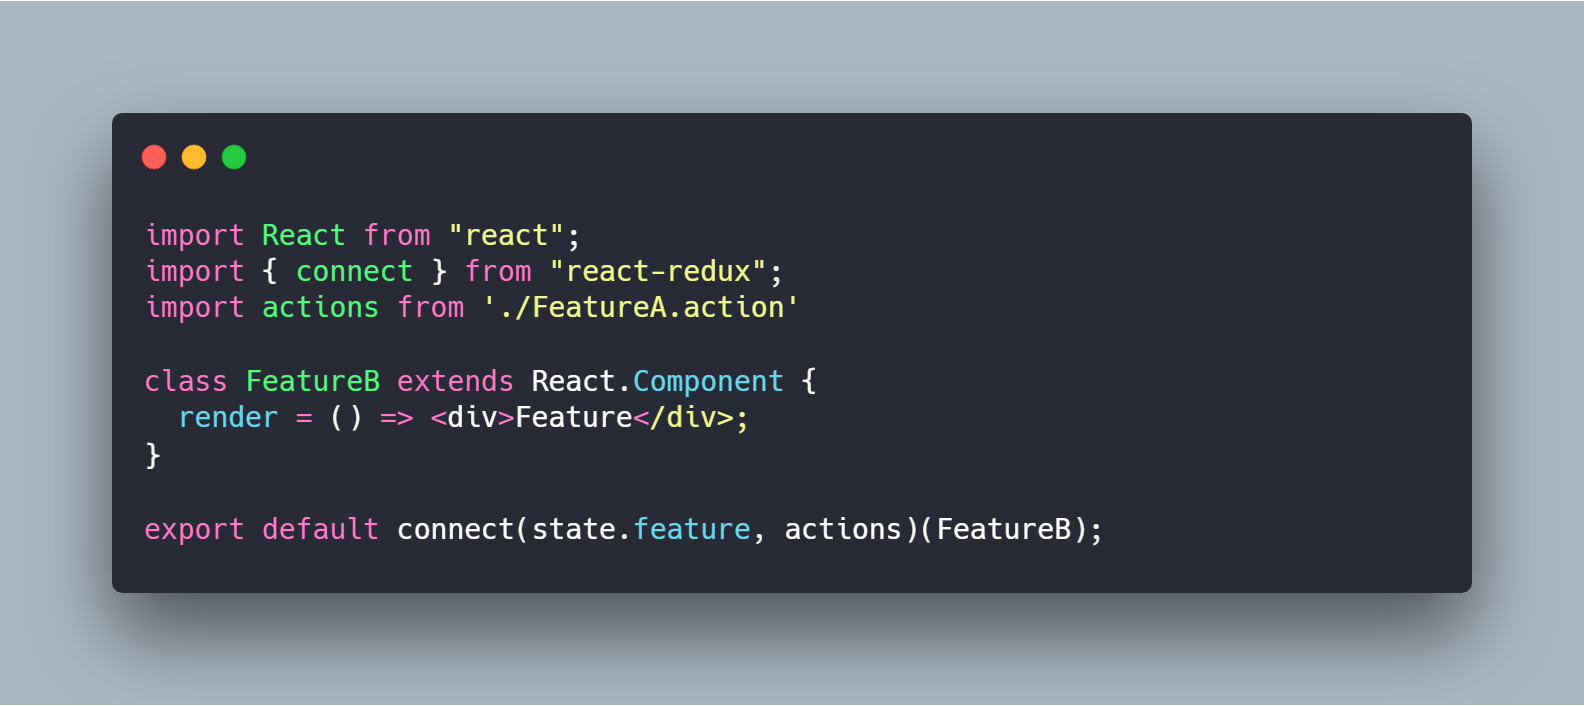 import React from "react";
import { connect } from "react-redux";
import actions from './FeatureA.action'
class FeatureB extends React.Component {
render = () => <div>Feature</div>;
}
export default connect(state.feature, actions)(FeatureB);